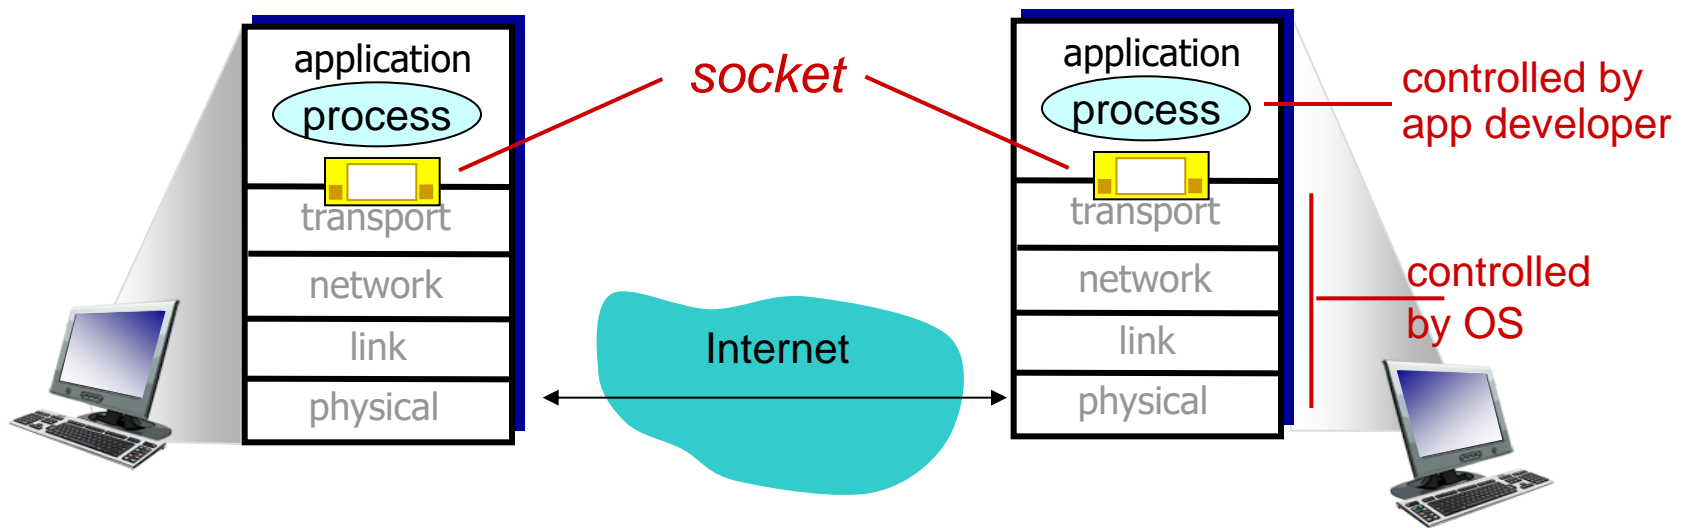 application
process
transport
network
link
physical
socket
Internet
application
process
transport
network
link
physical
controlled by
app developer
controlled
by OS